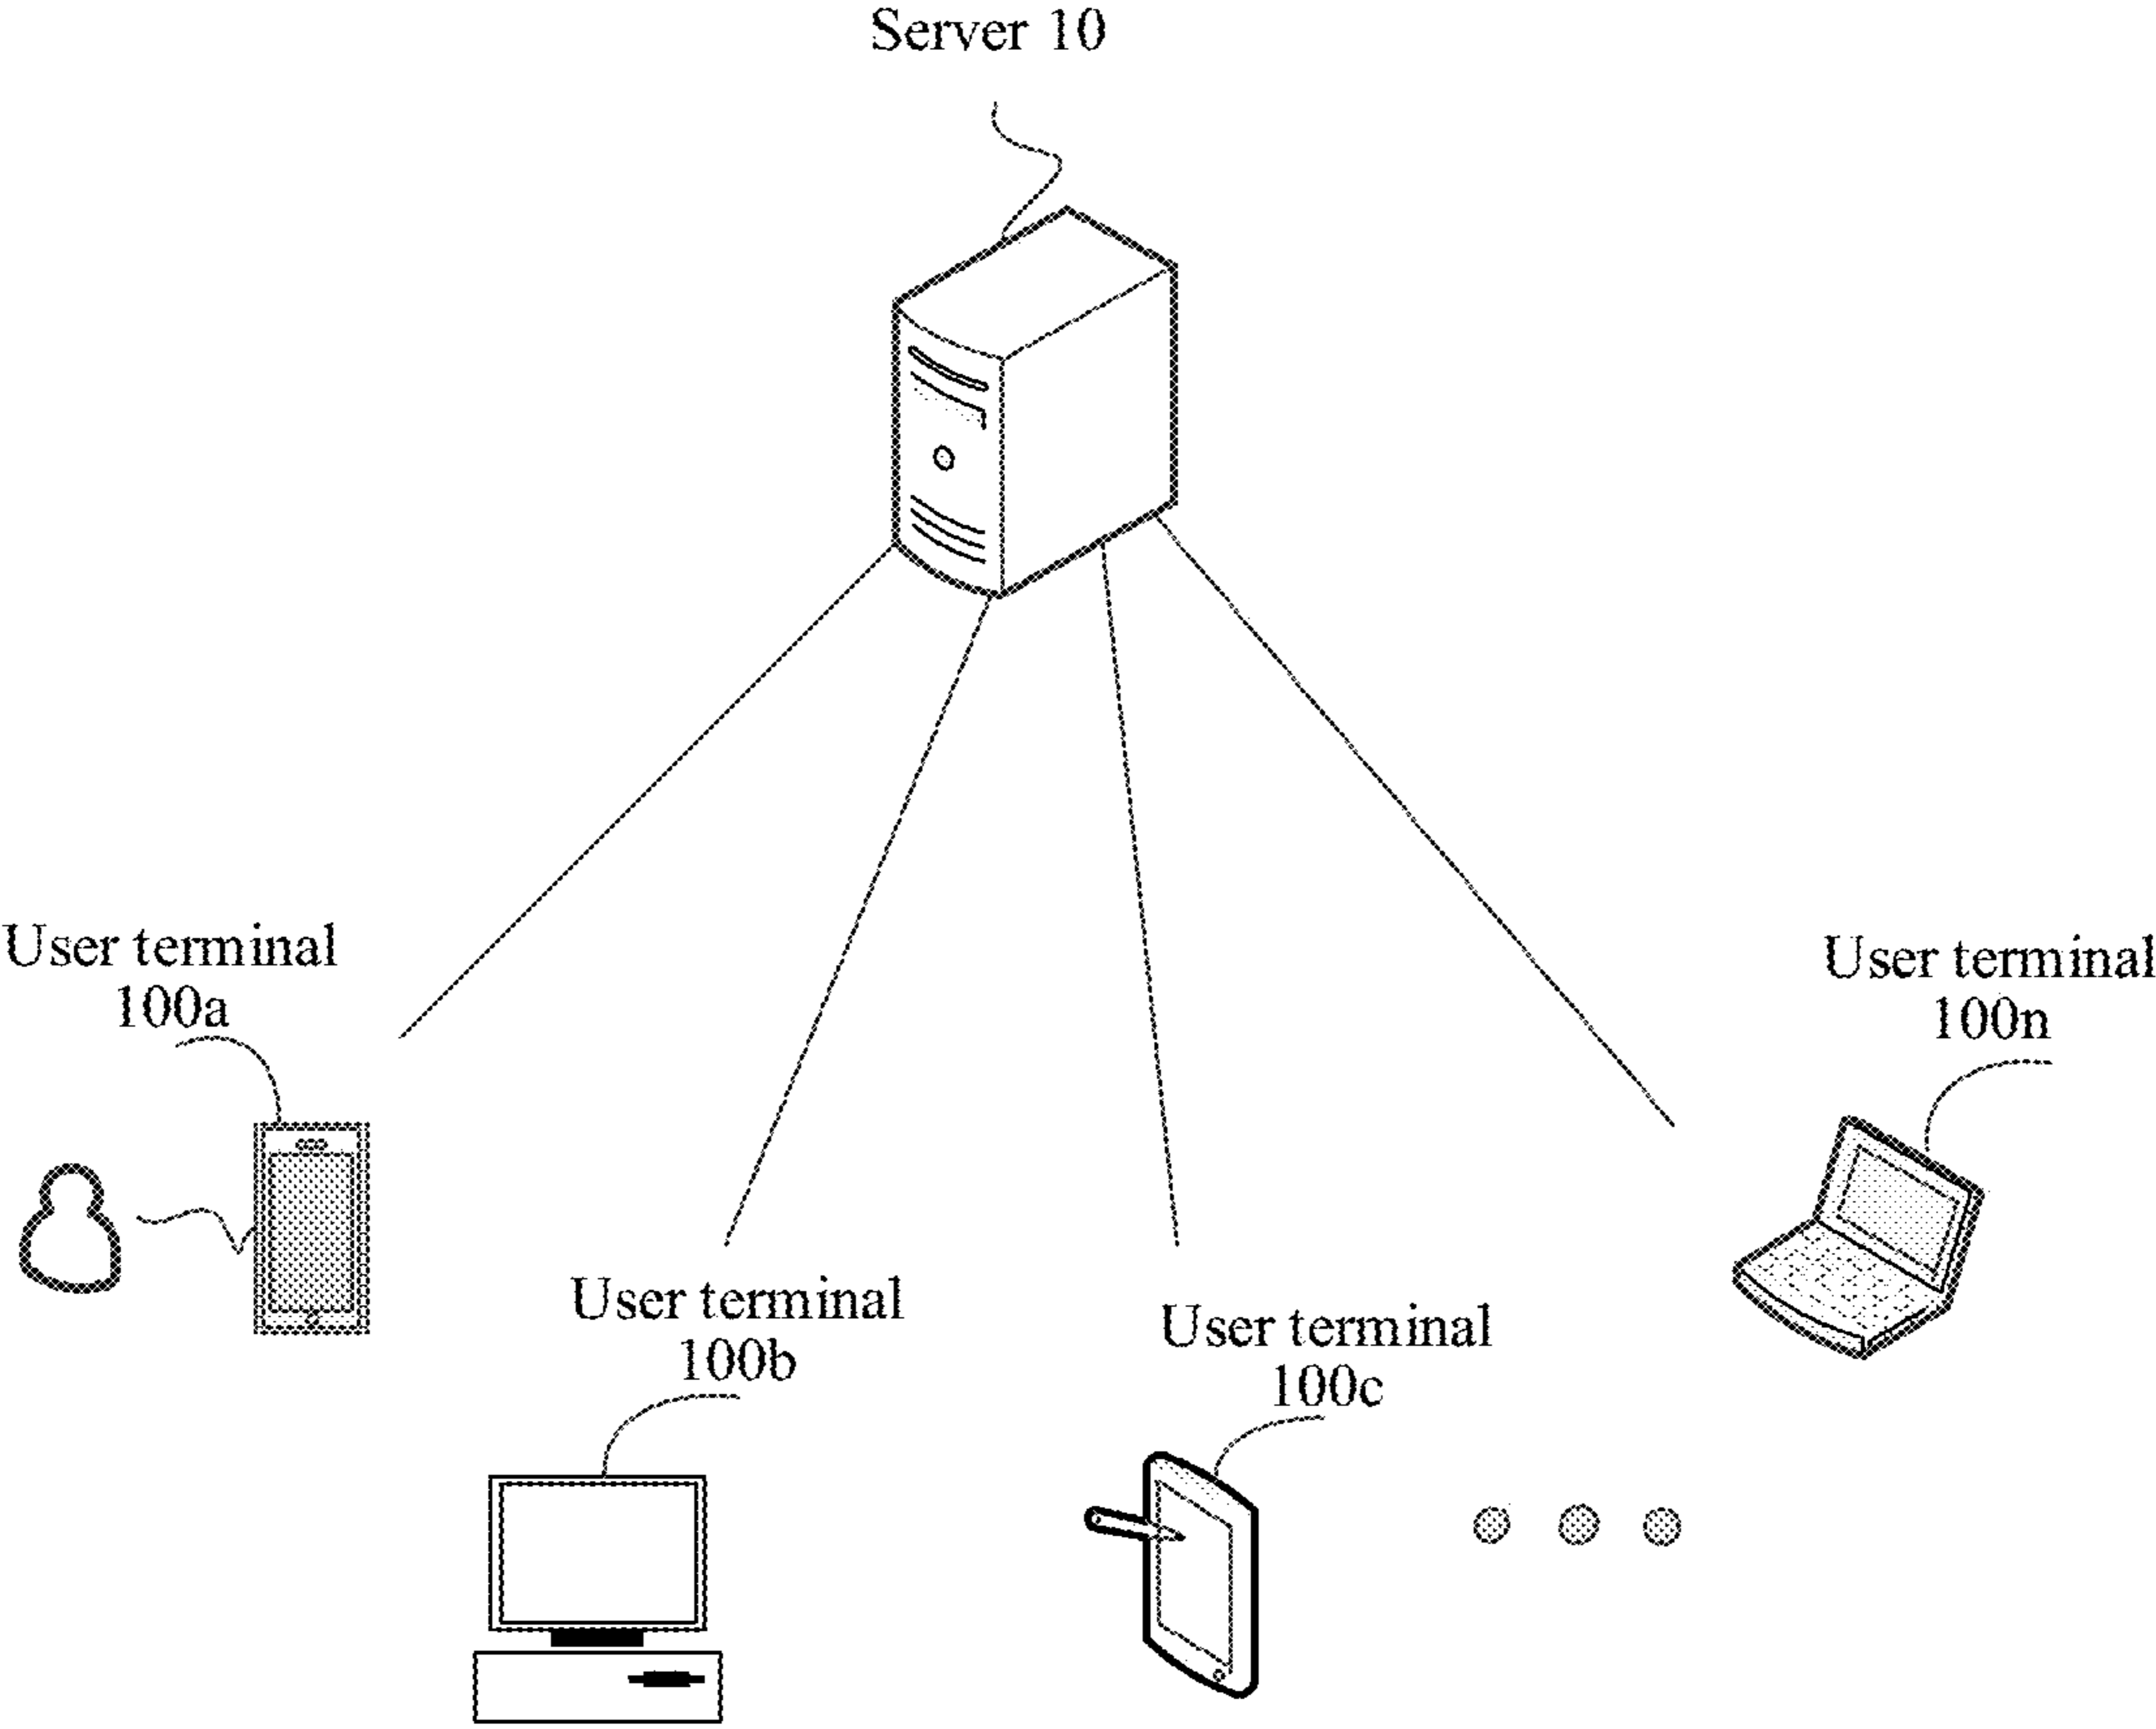 Server 10
User terminal
100a
User terminal
100n
User terminal
100b
User terminal
100c